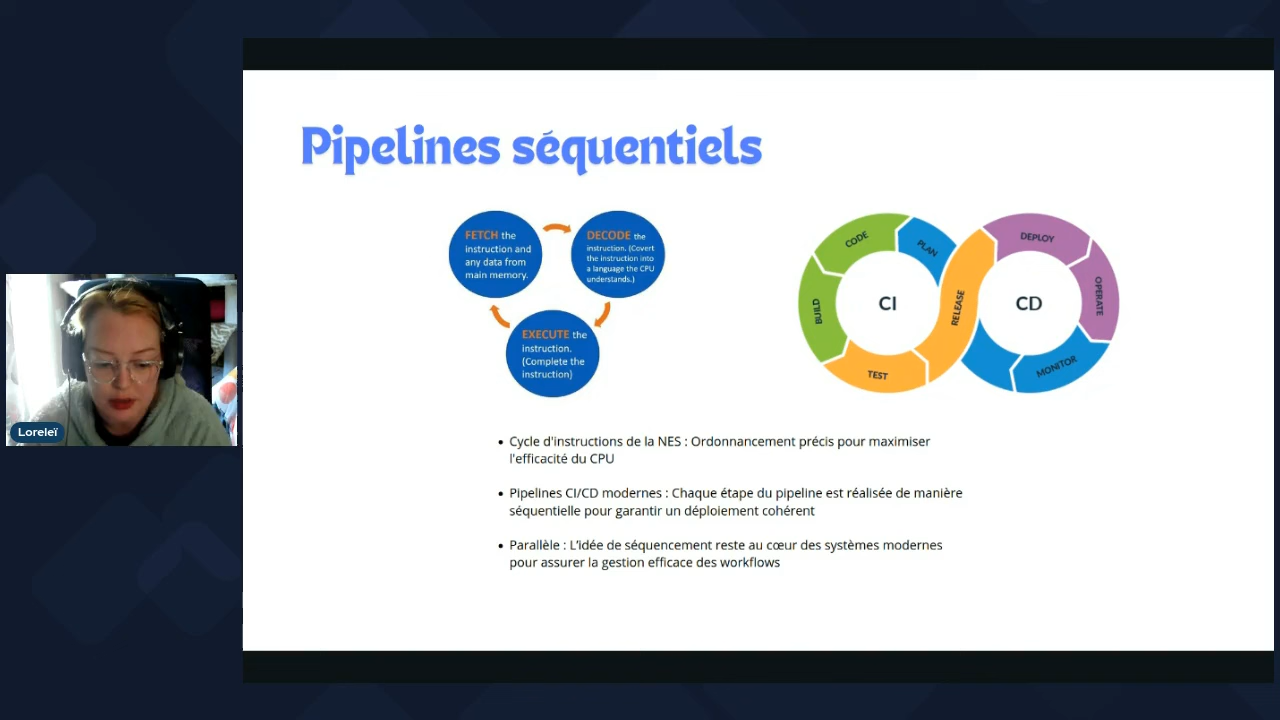 Pipelines séquentiels
FETCH the
instruction and
any data from
main memory.
DECODE the
instruction. (Covert
the instruction into
a language the CPU
understands.)
EXECUTE the
instruction.
(Complete the
instruction)
CODE
PLAN
BUILD
CI
TEST
RELEASE
DEPLOY
OPERATE
CD
MONITOR
• Cycle d'instructions de la NES : Ordonnancement précis pour maximiser
l'efficacité du CPU
• Pipelines CI/CD modernes : Chaque étape du pipeline est réalisée de manière
séquentielle pour garantir un déploiement cohérent
• Parallèle : L'idée de séquencement reste au cœur des systèmes modernes
pour assurer la gestion efficace des workflows
Loreleï